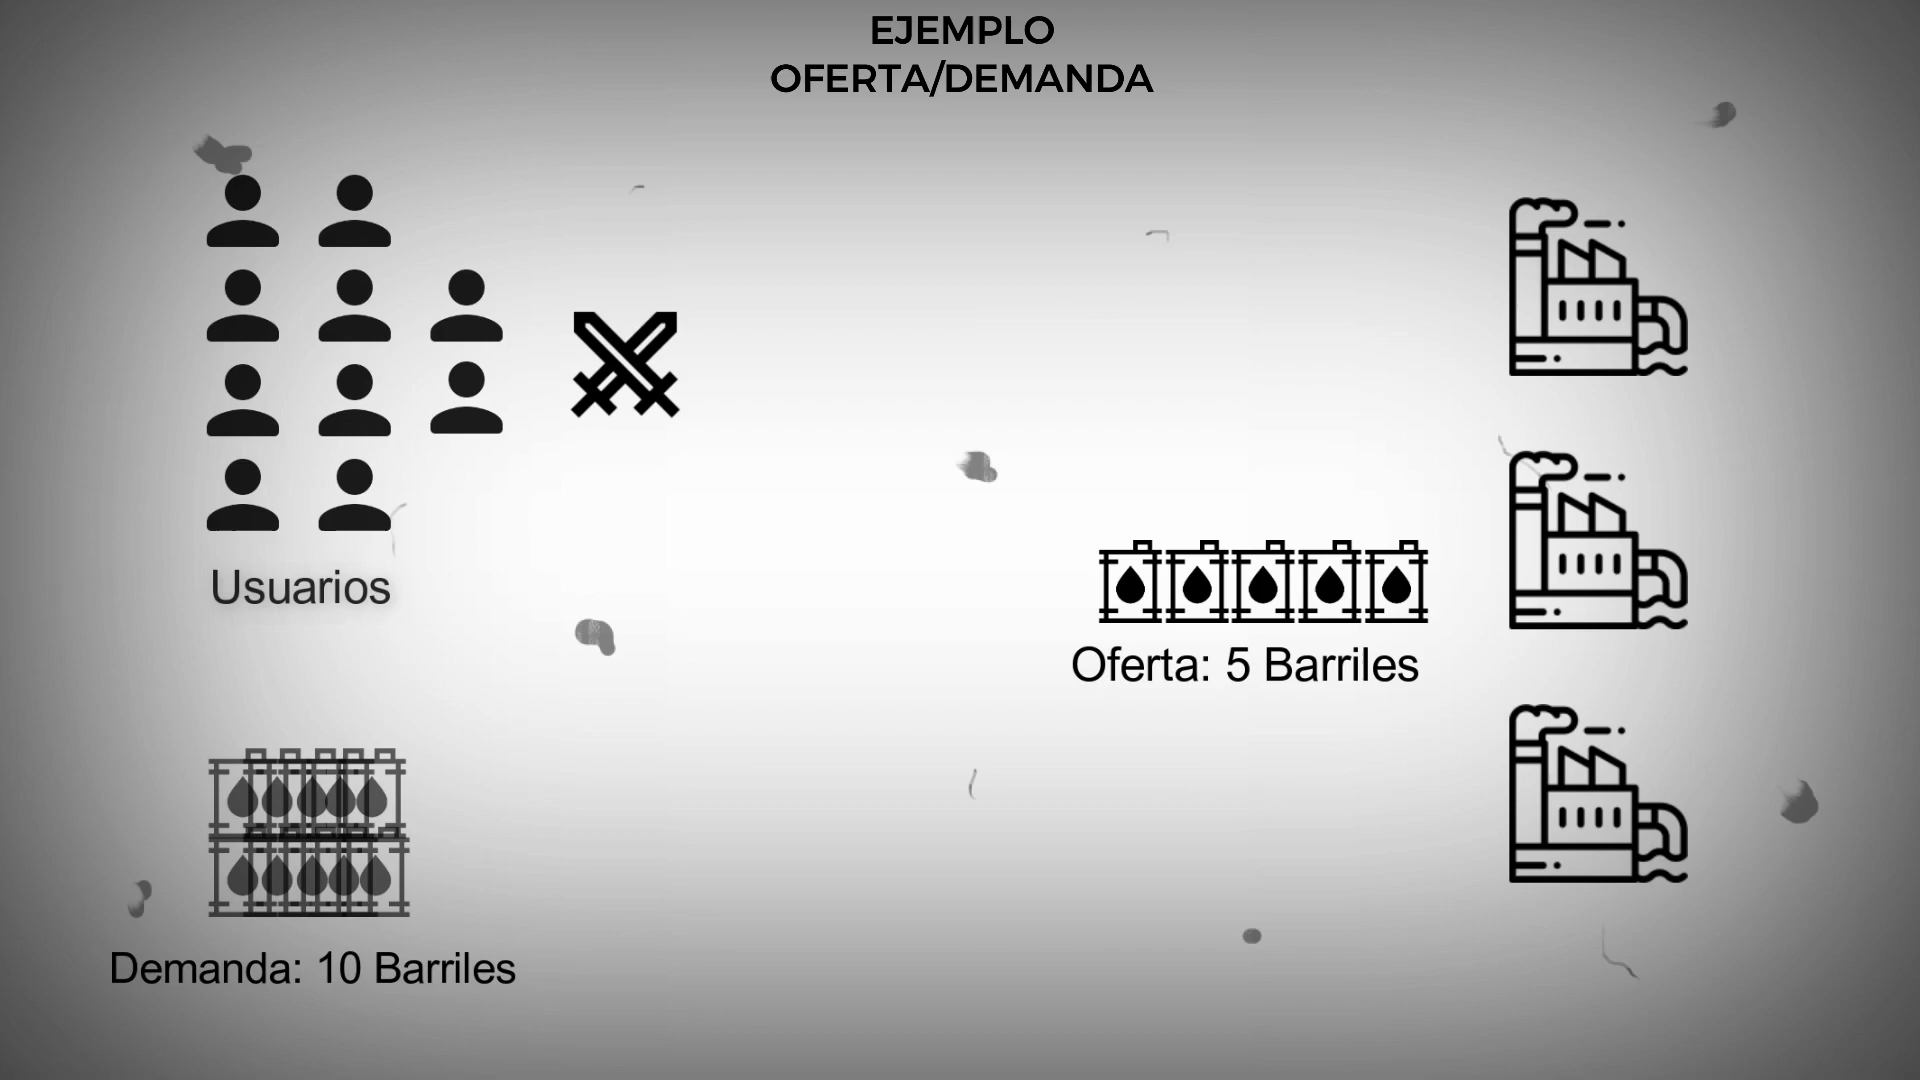 EJEMPLO
OFERTA/DEMANDA
Usuarios
Oferta: 5 Barriles
Demanda: 10 Barriles